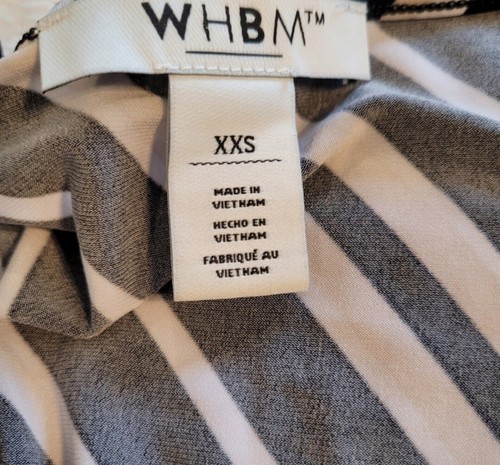 WHBM™
XXS
MADE IN
VIETNAM
HECHO EN
VIETNAM
FABRIQUÉ AU
VIETNAM